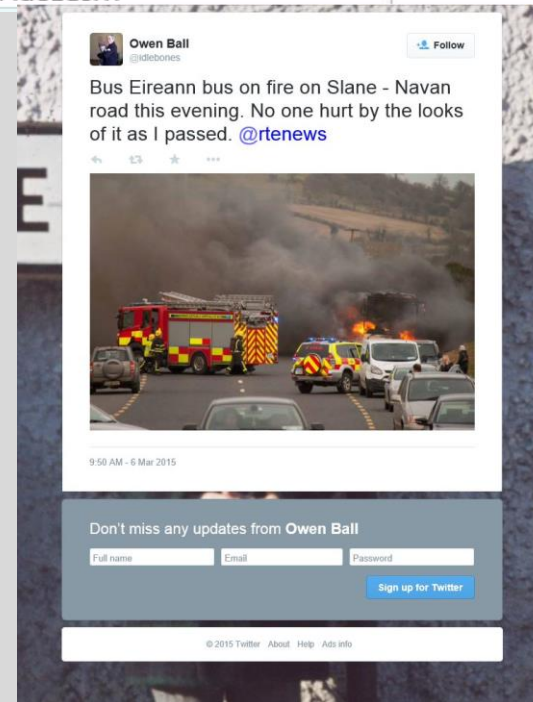 Owen Ball
@idlebones
Follow
Bus Eireann bus on fire on Slane - Navan
road this evening. No one hurt by the looks
of it as I passed. @rtenews
9:50 AM - 6 Mar 2015
Don't miss any updates from Owen Ball
Full name Email Password
Sign up for Twitter
© 2015 Twitter About Help Ads info